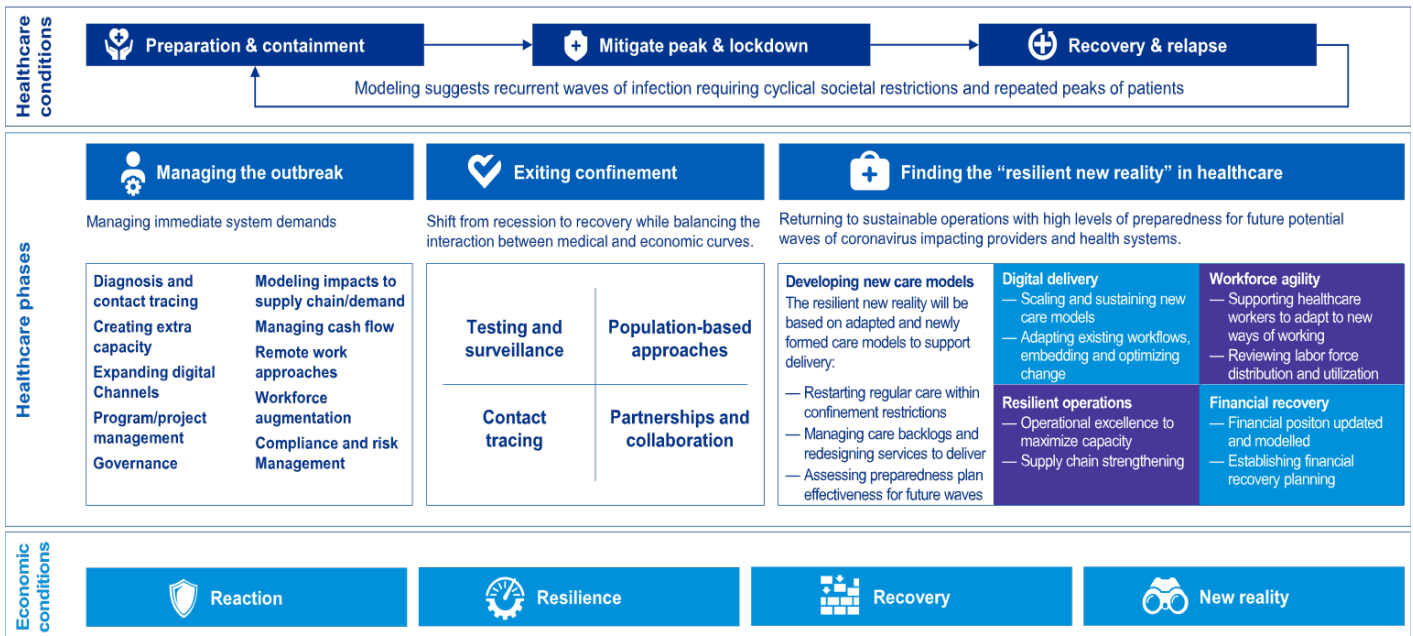 Healthcare
conditions
Preparation & containment
Mitigate peak & lockdown
Recovery & relapse
Modeling suggests recurrent waves of infection requiring cyclical societal restrictions and repeated peaks of patients
Healthcare phases
Managing the outbreak
Managing immediate system demands
Diagnosis and
contact tracing
Creating extra
capacity
Expanding digital
Channels
Program/project
management
Governance
Modeling impacts to
supply chain/demand
Managing cash flow
Remote work
approaches
Workforce
augmentation
Compliance and risk
Management
Exiting confinement
Shift from recession to recovery while balancing the
interaction between medical and economic curves.
Testing and
surveillance
Population-based
approaches
Contact
tracing
Partnerships and
collaboration
Finding the “resilient new reality” in healthcare
Returning to sustainable operations with high levels of preparedness for future potential
waves of coronavirus impacting providers and health systems.
Developing new care models
The resilient new reality will be
based on adapted and newly
formed care models to support
delivery:
— Restarting regular care within
confinement restrictions
— Managing care backlogs and
redesigning services to deliver
— Assessing preparedness plan
effectiveness for future waves
Digital delivery
— Scaling and sustaining new
care models
— Adapting existing workflows,
embedding and optimizing
change
Workforce agility
— Supporting healthcare
workers to adapt to new
ways of working
— Reviewing labor force
distribution and utilization
Resilient operations
— Operational excellence to
maximize capacity
— Supply chain strengthening
Financial recovery
— Financial positon updated
and modelled
— Establishing financial
recovery planning
Economic
conditions
Reaction
Resilience
Recovery
New reality